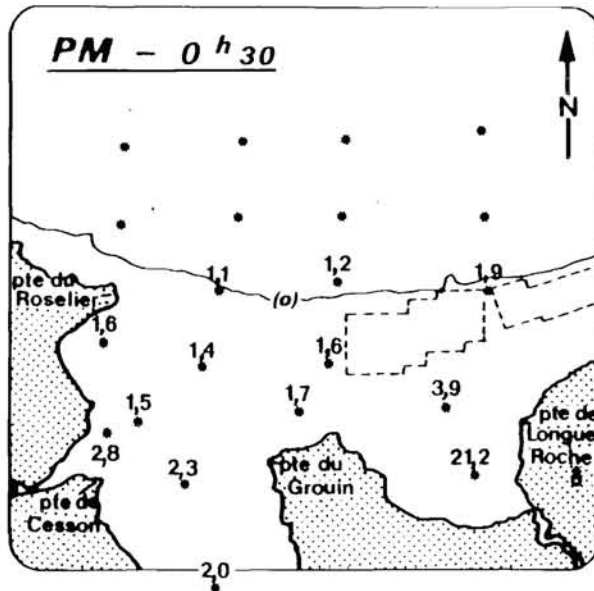 PM - 0 h 30
N
1,1
1,2
1,9
(o)
pte du
Roselier
1,6
1,4
1,6
1,5
1,7
3,9
2,8
2,3
pte du
Grouin
21,2
pte de
Longue
Roche
pte de
Cesson
2,0